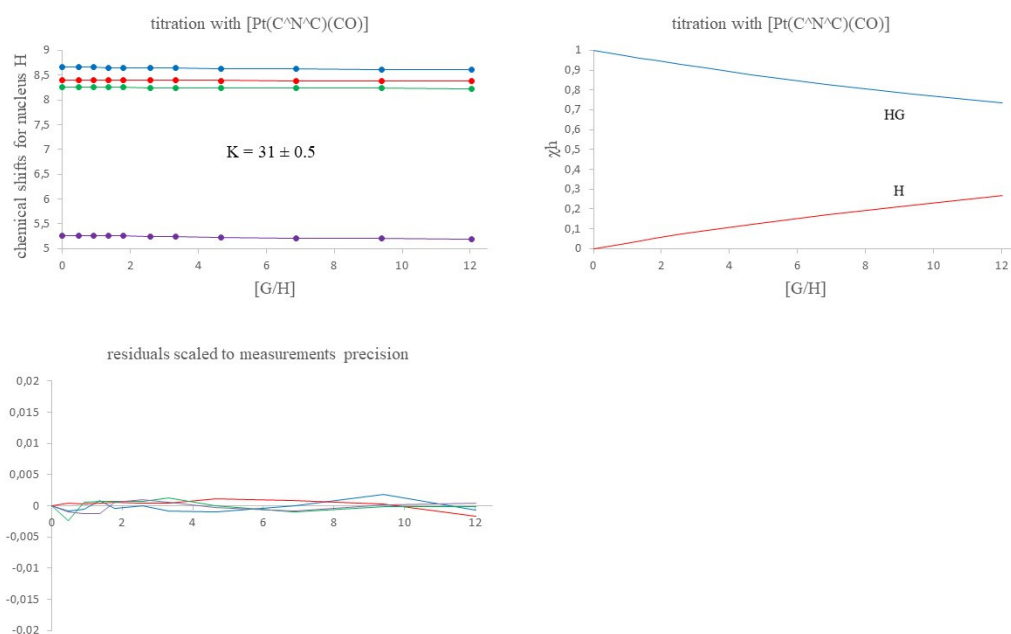 titration with [Pt(C^N^C)(CO)]
chemical shifts for nucleus H
9
8,5
8
7,5
7
6,5
6
5,5
5
K = 31 ± 0.5
0 2 4 6 8 10 12
[G/H]
titration with [Pt(C^N^C)(CO)]
χh
1
0,9
0,8
0,7
0,6
0,5
0,4
0,3
0,2
0,1
0
HG
H
0 2 4 6 8 10 12
[G/H]
residuals scaled to measurements precision
0,02
0,015
0,01
0,005
0
-0,005
-0,01
-0,015
-0,02
0 2 4 6 8 10 12